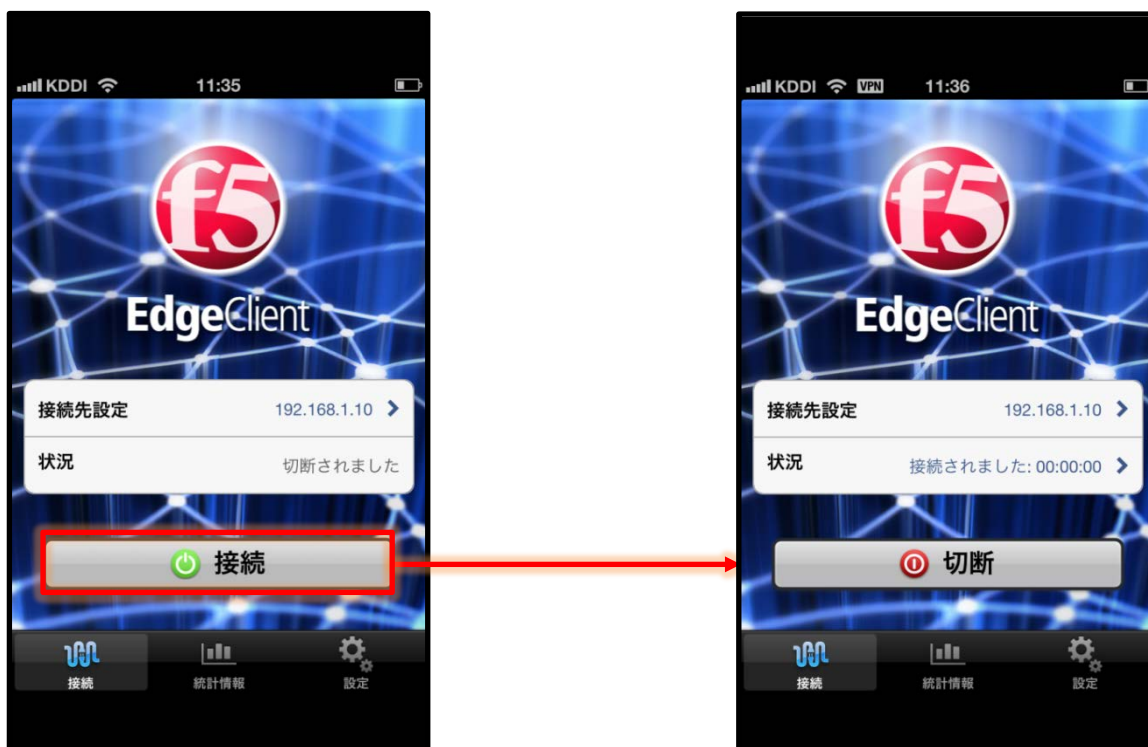 KDDI 11:35
f5
EdgeClient
接続先設定 192.168.1.10
状況 切断されました
接続
接続 統計情報 設定
KDDI VPN 11:36
f5
EdgeClient
接続先設定 192.168.1.10
状況 接続されました: 00:00:00
切断
接続 統計情報 設定